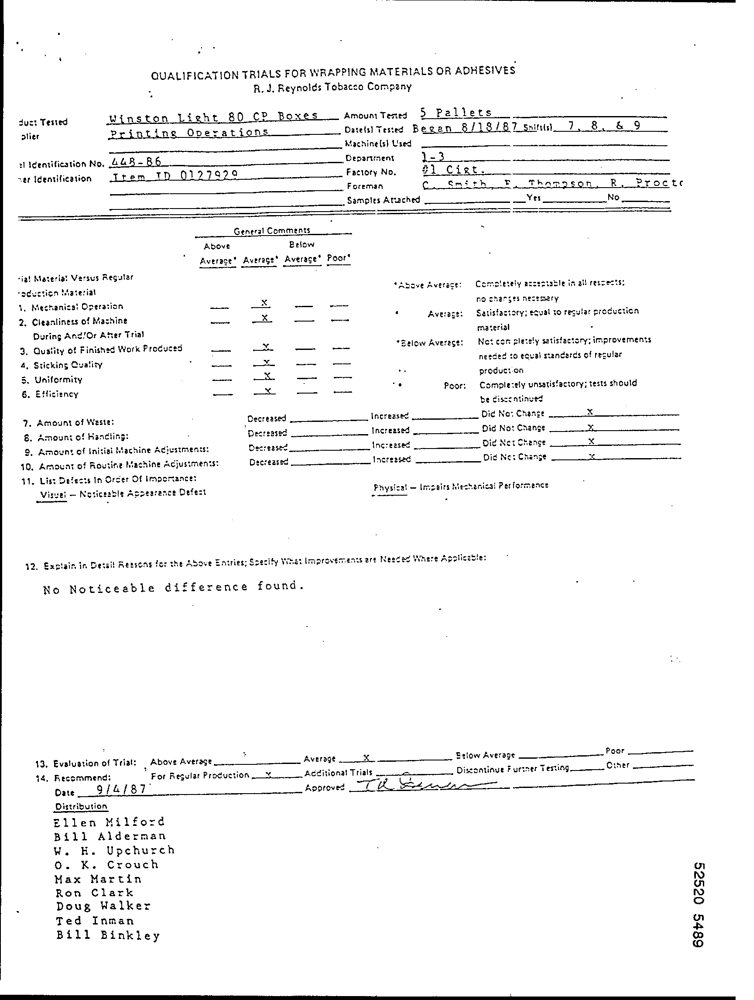 QUALIFICATION TRIALS FOR WRAPPING MATERIALS OR ADHESIVES
R. J. Reynolds Tobacco Company
duct Tested Winston Light 80 CP Boxes Amount Tested 5 Pallets
plier Printing Operations Date(s) Tested Began 8/18/87 Shift(s) 7, 8, & 9
Machine(s) Used
al Identification No. 448-86 Department 1-3
er Identification Item ID 0127929 Factory No. #1 Cigt.
Foreman C. Smith, F. Thompson, R. Procto
Samples Attached Yes No
General Comments
Above Below
Average* Average* Average* Poor*
rial Material Versus Regular
roduction Material
1. Mechanical Operation X
2. Cleanliness of Machine X
During And/Or After Trial
3. Quality of Finished Work Produced X
4. Sticking Quality X
5. Uniformity X
6. Efficiency X
*Above Average: Completely acceptable in all respects;
no changes necessary
* Average: Satisfactory; equal to regular production
material
*Below Average: Not completely satisfactory; improvements
needed to equal standards of regular
production
* Poor: Completely unsatisfactory; tests should
be discontinued
7. Amount of Waste: Decreased Increased Did Not Change X
8. Amount of Handling: Decreased Increased Did Not Change X
9. Amount of Initial Machine Adjustments: Decreased Increased Did Not Change X
10. Amount of Routine Machine Adjustments: Decreased Increased Did Not Change X
11. List Defects In Order Of Importance:
Visual — Noticeable Appearance Defect Physical — Impairs Mechanical Performance
12. Explain in Detail Reasons for the Above Entries; Specify What Improvements are Needed Where Applicable:
No Noticeable difference found.
13. Evaluation of Trial: Above Average Average X Below Average Poor
14. Recommend: For Regular Production X Additional Trials Discontinue Further Testing Other
Date 9/4/87 Approved
Distribution
Ellen Milford
Bill Alderman
W. H. Upchurch
O. K. Crouch
Max Martin
Ron Clark
Doug Walker
Ted Inman
Bill Binkley
52520 5489